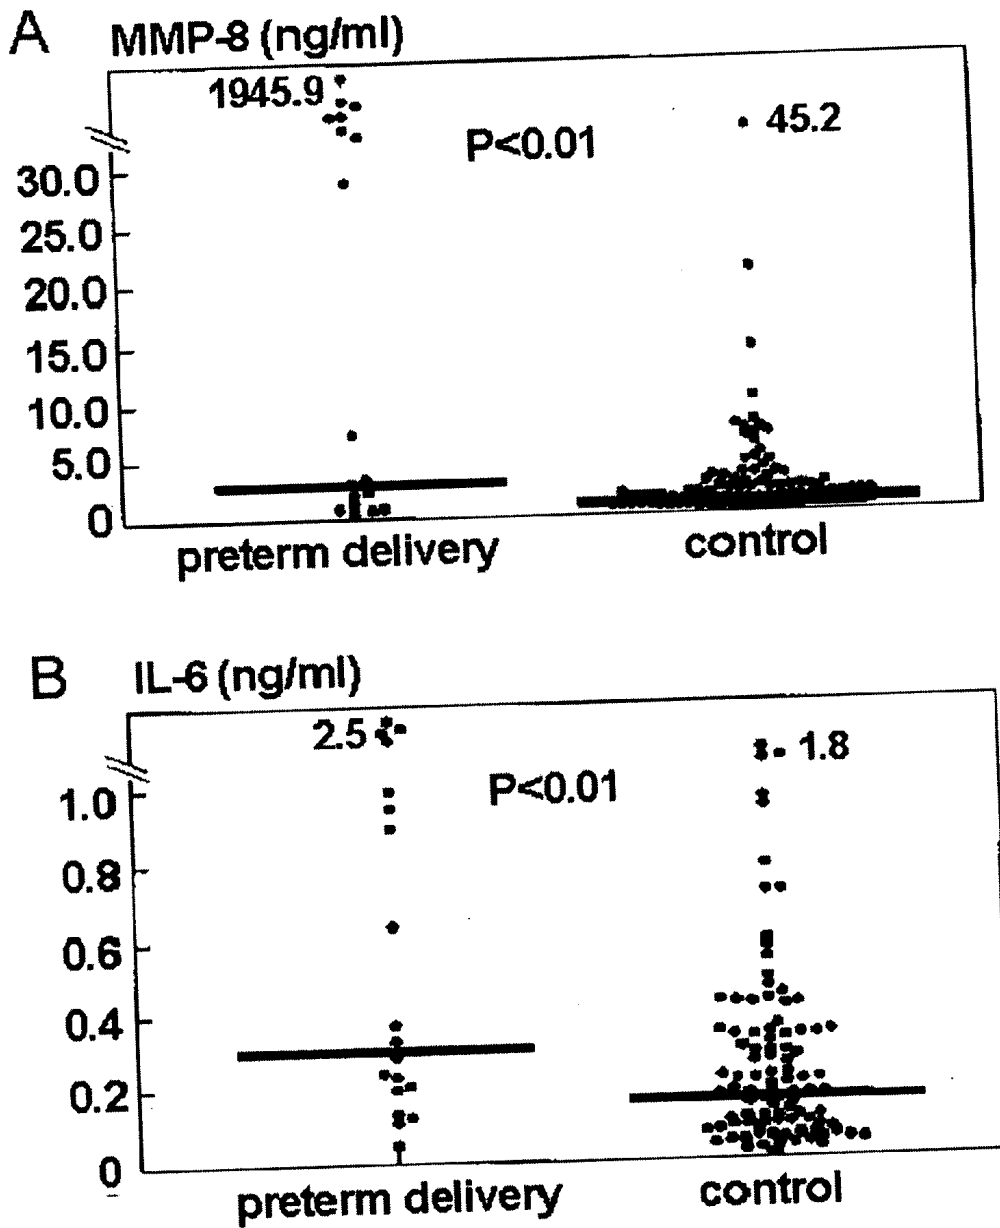 A
MMP-8 (ng/ml)
1945.9
45.2
P<0.01
30.0
25.0
20.0
15.0
10.0
5.0
0
preterm delivery
control
B
IL-6 (ng/ml)
2.5
1.8
P<0.01
1.0
0.8
0.6
0.4
0.2
0
preterm delivery
control